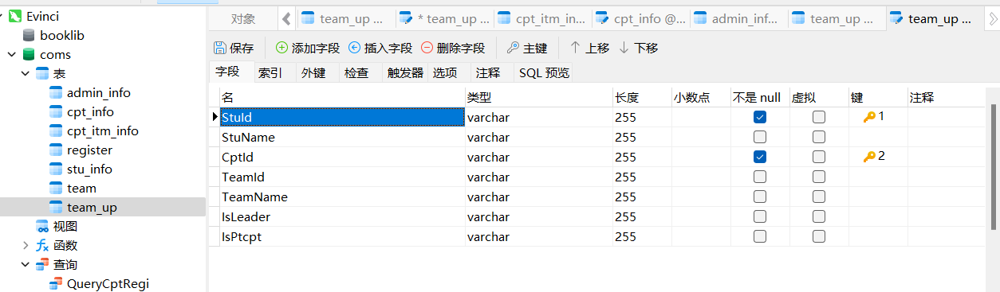 Evinci
booklib
coms
表
admin_info
cpt_info
cpt_itm_info
register
stu_info
team
team_up
视图
函数
查询
QueryCptRegi
对象 team_up ... * team_up ... cpt_itm_in... cpt_info @... admin_inf... team_up ... team_up ...
保存 添加字段 插入字段 删除字段 主键 上移 下移
字段 索引 外键 检查 触发器 选项 注释 SQL 预览
名 类型 长度 小数点 不是 null 虚拟 键 注释
StuId varchar 255 1
StuName varchar 255
CptId varchar 255 2
TeamId varchar 255
TeamName varchar 255
IsLeader varchar 255
IsPtcpt varchar 255